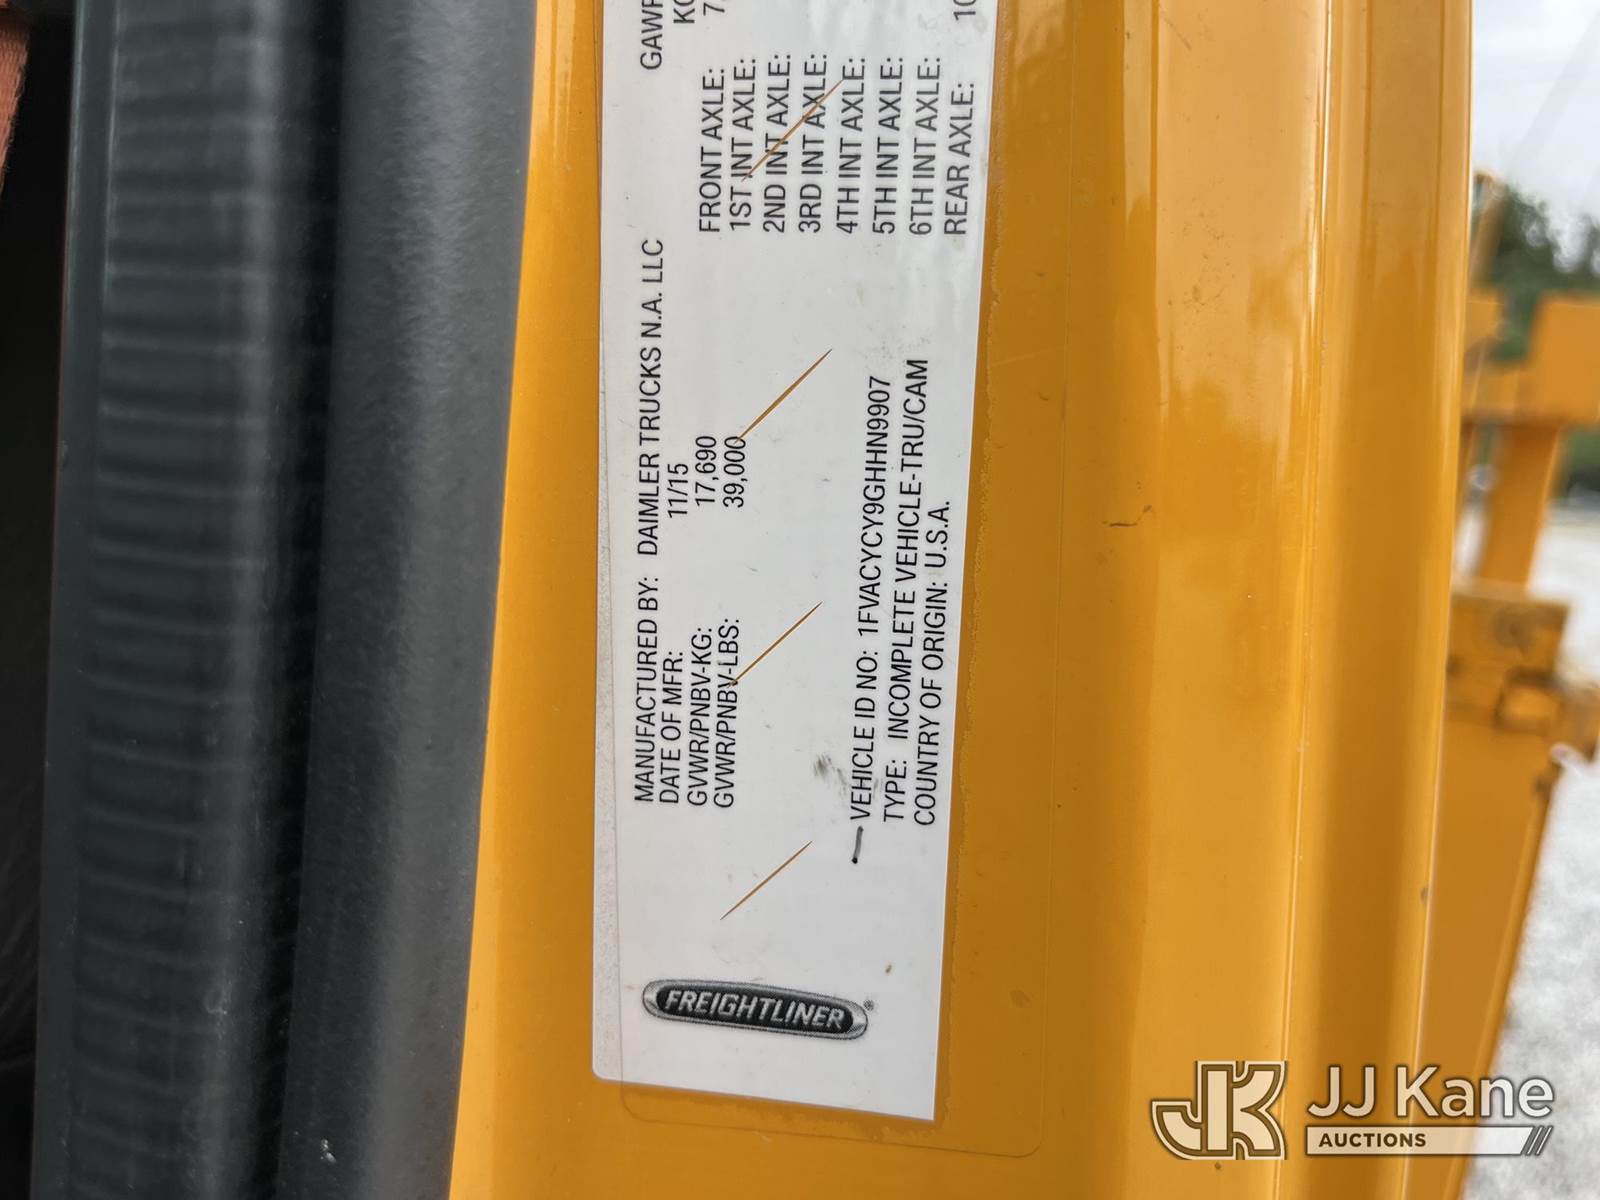 FREIGHTLINER®
MANUFACTURED BY: DAIMLER TRUCKS N.A. LLC
DATE OF MFR: 11/15
GVWR/PNBV-KG: 17,690
GVWR/PNBV-LBS: 39,000
VEHICLE ID NO: 1FVACYCY9GHHN9907
TYPE: INCOMPLETE VEHICLE-TRU/CAM
COUNTRY OF ORIGIN: U.S.A.
FRONT AXLE:
1ST INT AXLE:
2ND INT AXLE:
3RD INT AXLE:
4TH INT AXLE:
5TH INT AXLE:
6TH INT AXLE:
REAR AXLE:
JK JJ Kane
AUCTIONS